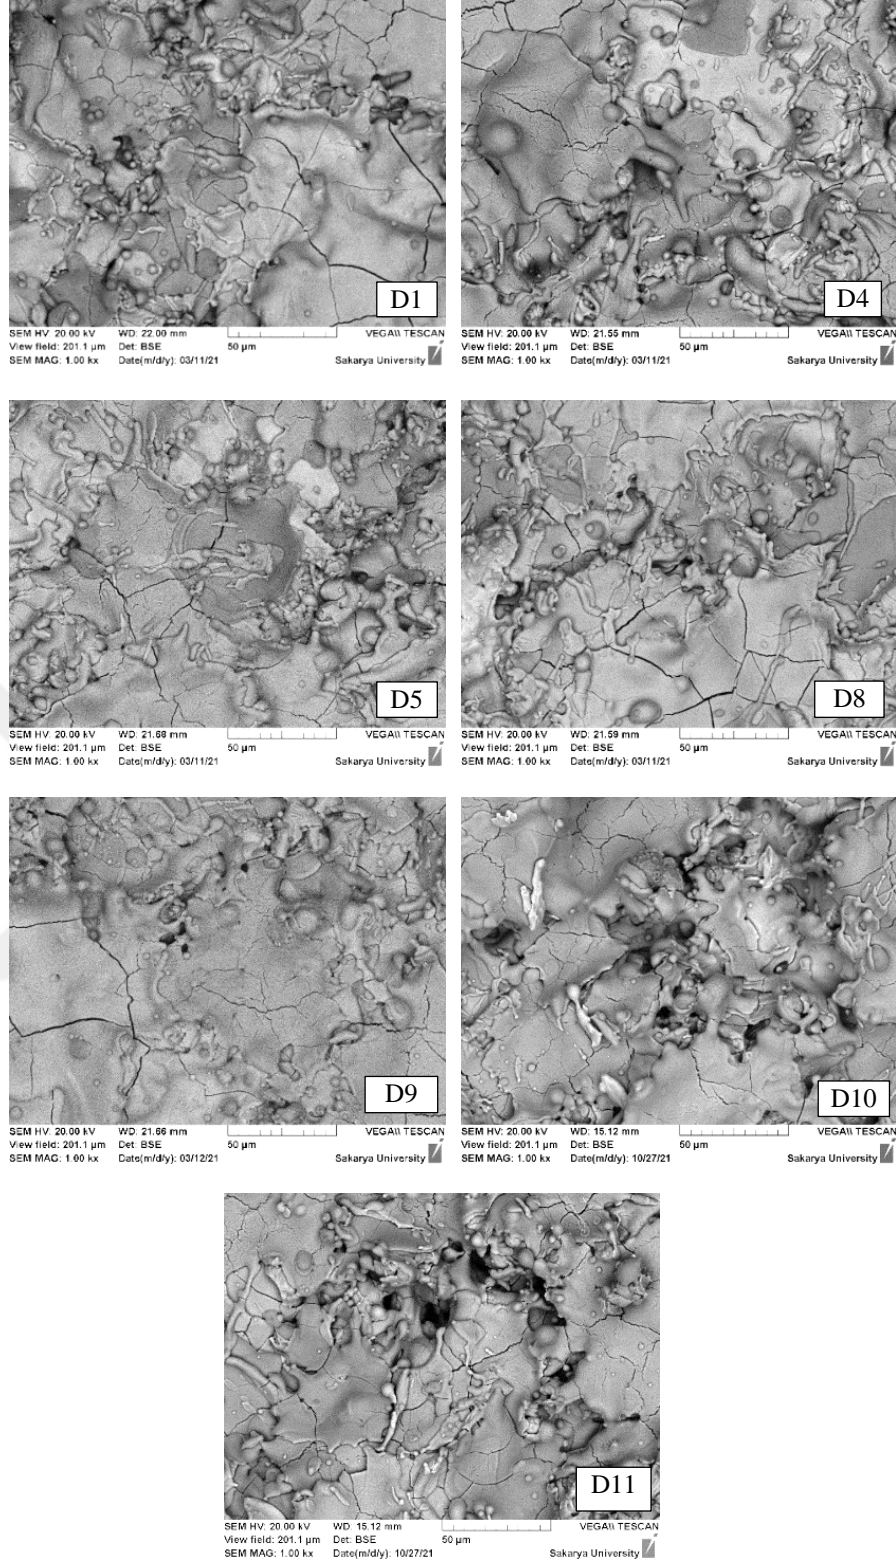 D1
SEM HV: 20.00 kV WD: 22.00 mm VEGA\\ TESCAN
View field: 201.1 µm Det: BSE 50 µm
SEM MAG: 1.00 kx Date(m/d/y): 03/11/21 Sakarya University
D4
SEM HV: 20.00 kV WD: 21.55 mm VEGA\\ TESCAN
View field: 201.1 µm Det: BSE 50 µm
SEM MAG: 1.00 kx Date(m/d/y): 03/11/21 Sakarya University
D5
SEM HV: 20.00 kV WD: 21.68 mm VEGA\\ TESCAN
View field: 201.1 µm Det: BSE 50 µm
SEM MAG: 1.00 kx Date(m/d/y): 03/11/21 Sakarya University
D8
SEM HV: 20.00 kV WD: 21.59 mm VEGA\\ TESCAN
View field: 201.1 µm Det: BSE 50 µm
SEM MAG: 1.00 kx Date(m/d/y): 03/11/21 Sakarya University
D9
SEM HV: 20.00 kV WD: 21.66 mm VEGA\\ TESCAN
View field: 201.1 µm Det: BSE 50 µm
SEM MAG: 1.00 kx Date(m/d/y): 03/12/21 Sakarya University
D10
SEM HV: 20.00 kV WD: 15.12 mm VEGA\\ TESCAN
View field: 201.1 µm Det: BSE 50 µm
SEM MAG: 1.00 kx Date(m/d/y): 10/27/21 Sakarya University
D11
SEM HV: 20.00 kV WD: 15.12 mm VEGA\\ TESCAN
View field: 201.1 µm Det: BSE 50 µm
SEM MAG: 1.00 kx Date(m/d/y): 10/27/21 Sakarya University